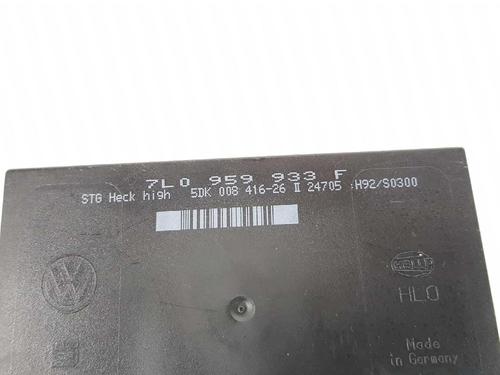 7L0 959 933 F
STG Heck high 5DK 008 416-26 II 24705 :H92/S0300
HELLA
HLO
Made
in Germany